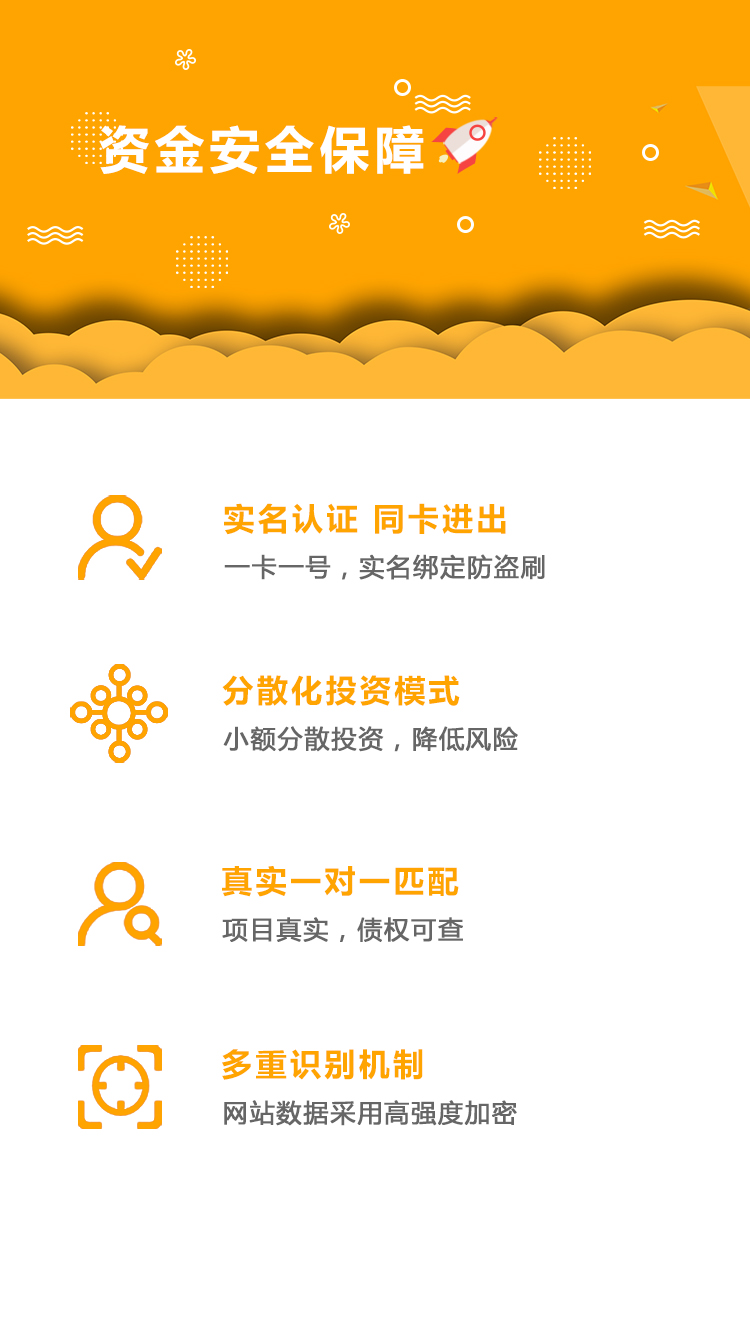 资金安全保障
实名认证 同卡进出
一卡一号，实名绑定防盗刷
分散化投资模式
小额分散投资，降低风险
真实一对一匹配
项目真实，债权可查
多重识别机制
网站数据采用高强度加密